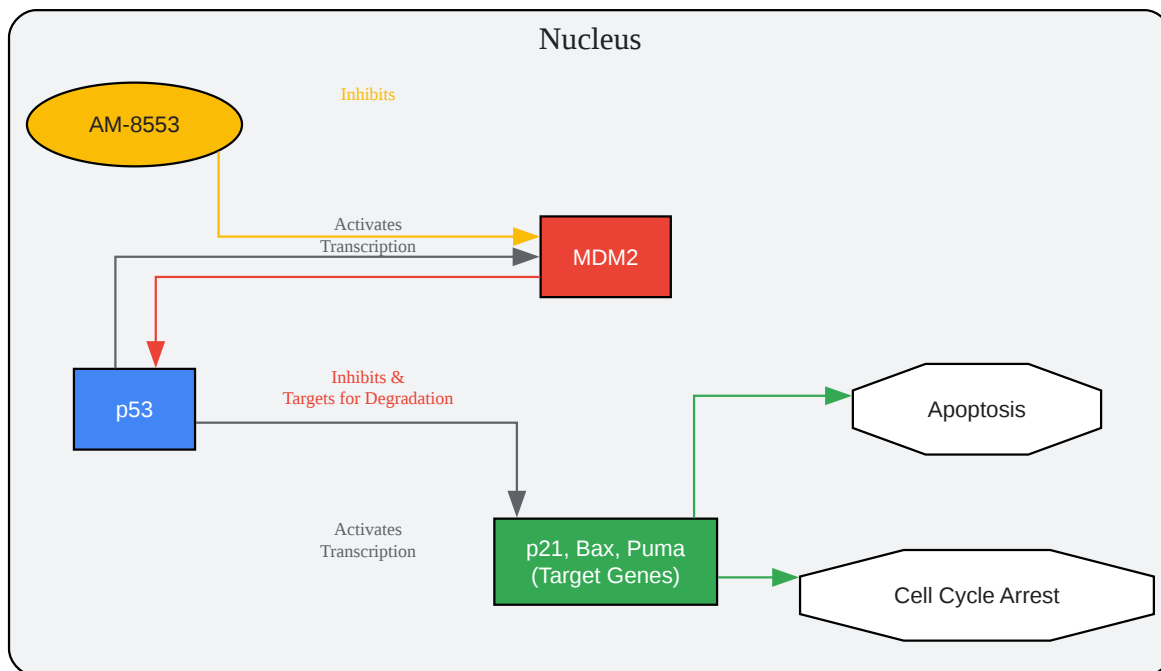 Nucleus
Inhibits
AM-8553
Activates
Transcription
MDM2
Inhibits &
Targets for Degradation
p53
Apoptosis
Activates
Transcription
p21, Bax, Puma
(Target Genes)
Cell Cycle Arrest